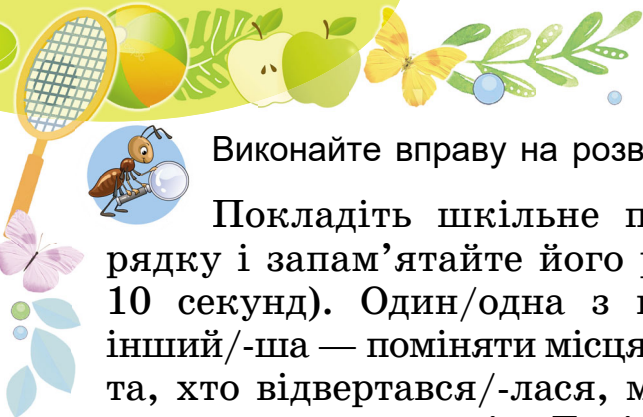 Виконайте вправу на розв
Покладіть шкільне п
рядку і запам’ятайте його
10 секунд). Один/одна з
інший/-ша — поміняти місця
та, хто відвертався/-лася, м